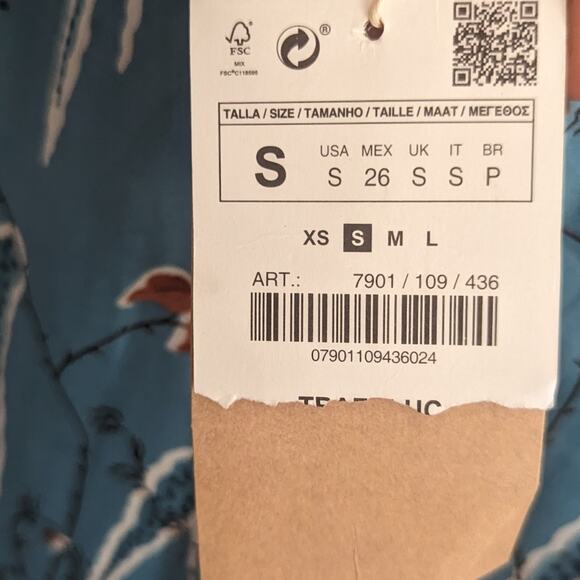 ®
FSC
MIX
FSC®C118595
TALLA / SIZE / TAMANHO / TAILLE / MAAT / ΜΕΓΕΘΟΣ
S
USA MEX UK IT BR
S 26 S S P
XS S M L
ART.: 7901 / 109 / 436
07901109436024